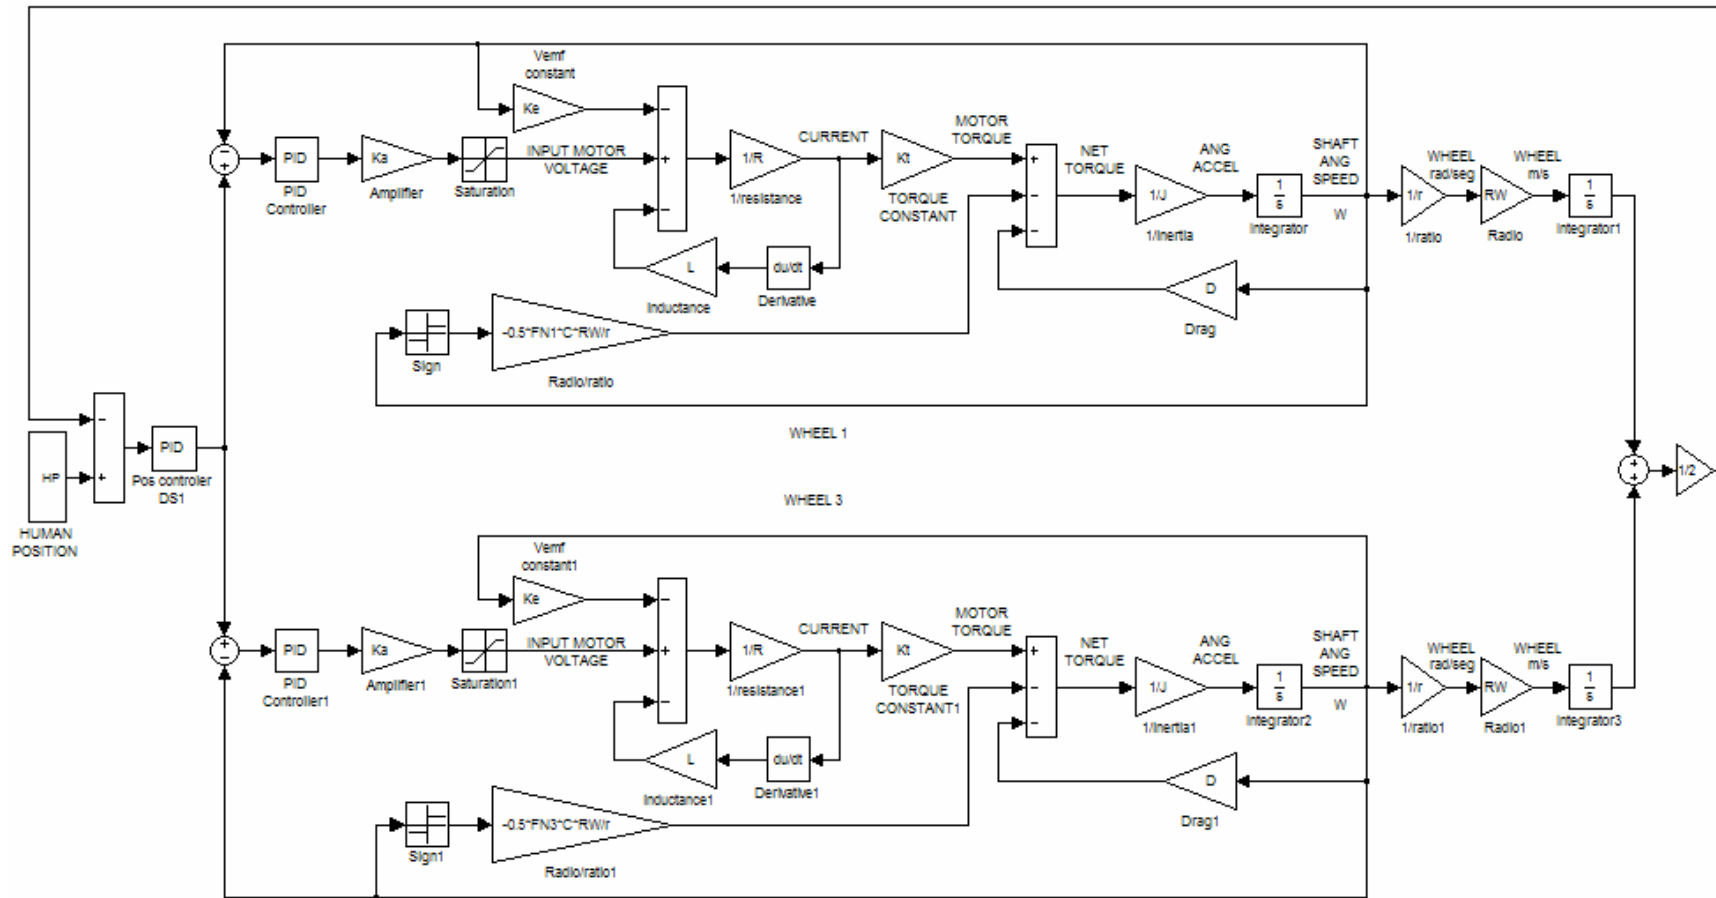 Vemf
constant
Ke
−
PID
PID
Controller
Ka
Amplifier
Saturation
INPUT MOTOR
VOLTAGE
+
−
1/R
1/resistance
CURRENT
Kt
TORQUE
CONSTANT
MOTOR
TORQUE
+
−
−
NET
TORQUE
1/J
1/Inertia
ANG
ACCEL
1
s
Integrator
SHAFT
ANG
SPEED
W
1/r
1/ratio
WHEEL
rad/seg
RW
Radio
WHEEL
m/s
1
s
Integrator1
L
Inductance
du/dt
Derivative
D
Drag
Sign
-0.5*FN1*C*RW/r
Radio/ratio
WHEEL 1
−
+
HP
HUMAN
POSITION
PID
Pos controler
DS1
+
+
1/2
WHEEL 3
Vemf
constant1
Ke
−
+
−
PID
PID
Controller1
Ka
Amplifier1
Saturation1
INPUT MOTOR
VOLTAGE
+
−
1/R
1/resistance1
CURRENT
Kt
TORQUE
CONSTANT1
MOTOR
TORQUE
+
−
−
NET
TORQUE
1/J
1/Inertia1
ANG
ACCEL
1
s
Integrator2
SHAFT
ANG
SPEED
W
1/r
1/ratio1
WHEEL
rad/seg
RW
Radio1
WHEEL
m/s
1
s
Integrator3
L
Inductance1
du/dt
Derivative1
D
Drag1
Sign1
-0.5*FN3*C*RW/r
Radio/ratio1